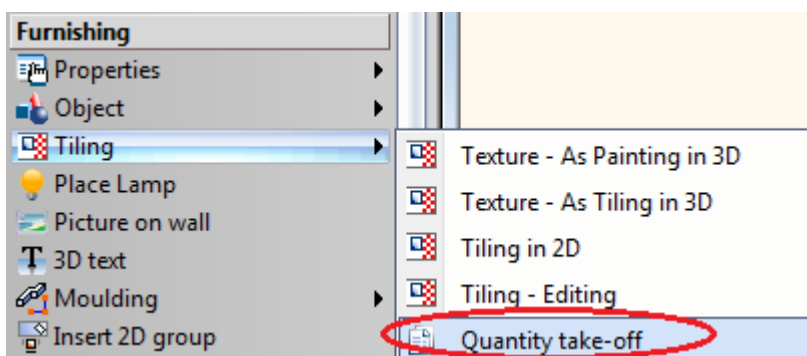 Furnishing
Properties
Object
Tiling
Place Lamp
Picture on wall
3D text
Moulding
Insert 2D group
Texture - As Painting in 3D
Texture - As Tiling in 3D
Tiling in 2D
Tiling - Editing
Quantity take-off